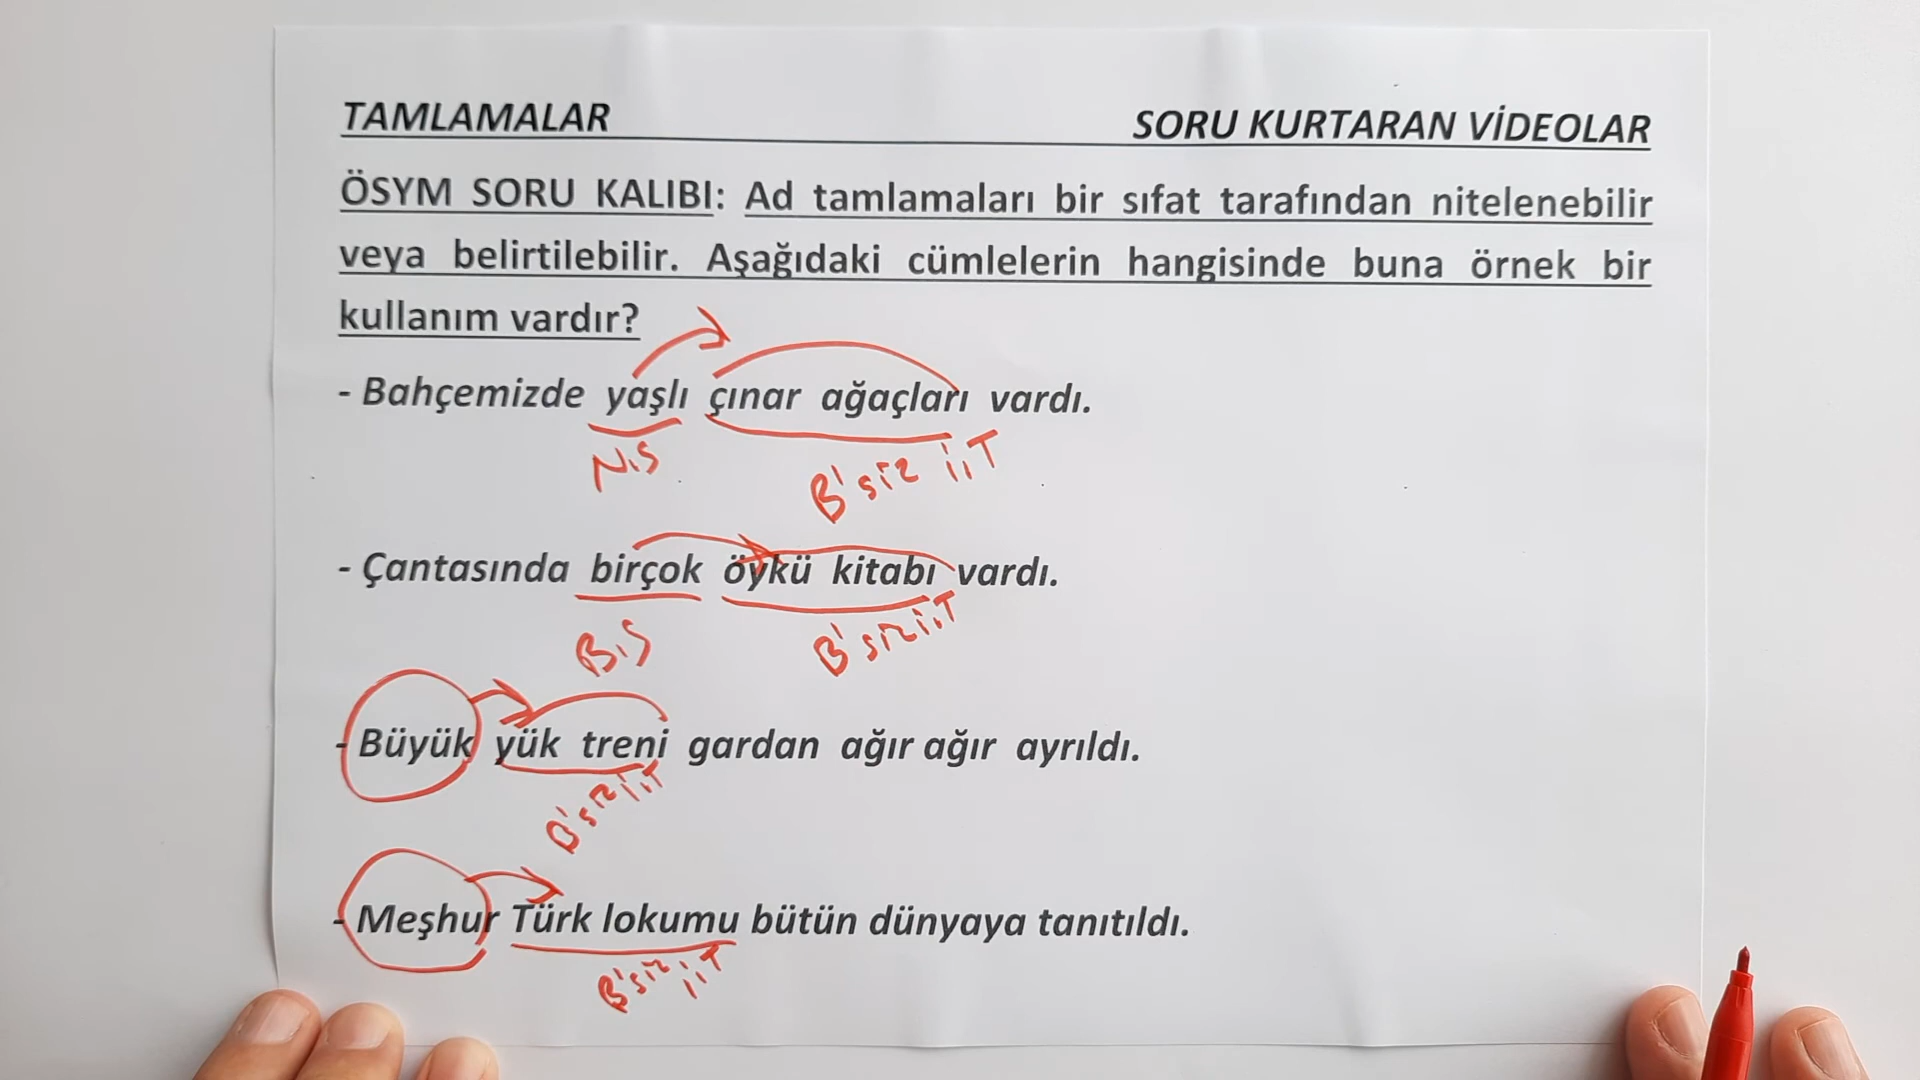 TAMLAMALAR SORU KURTARAN VİDEOLAR
ÖSYM SORU KALIBI: Ad tamlamaları bir sıfat tarafından nitelenebilir
veya belirtilebilir. Aşağıdaki cümlelerin hangisinde buna örnek bir
kullanım vardır?
- Bahçemizde yaşlı çınar ağaçları vardı.
N.S B'siz İ.T
- Çantasında birçok öykü kitabı vardı.
B.S B'siz İ.T
- Büyük yük treni gardan ağır ağır ayrıldı.
B'siz İ.T
- Meşhur Türk lokumu bütün dünyaya tanıtıldı.
B'siz İ.T